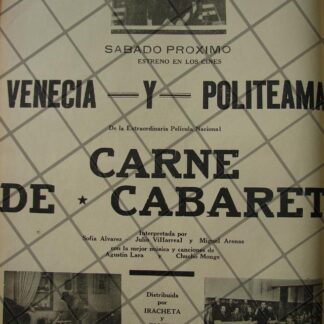 SABADO PROXIMO
ESTRENO EN LOS CINES
VENECIA — Y — POLITEAMA
De la Extraordinaria Película Nacional
CARNE
DE * CABARET
Interpretada por
Sofía Alvarez - Julio Villarreal y Miguel Arenas
con la mejor música y canciones de
Agustín Lara y Chucho Monge
Distribuída
por
IRACHETA y